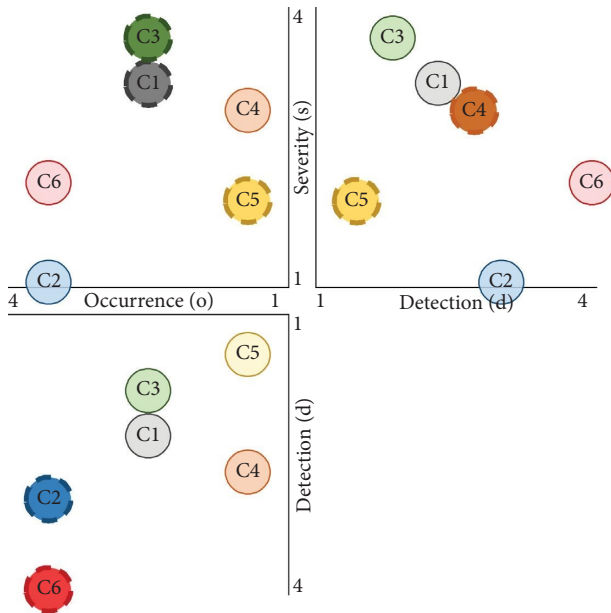 4
C3
C1
C4
C6
C5
C2
Severity (s)
4
1
4
Occurrence (o)
1
C3
C1
C4
C5
C6
C2
1
Detection (d)
4
C5
C3
C1
C4
C2
C6
1
Detection (d)
4